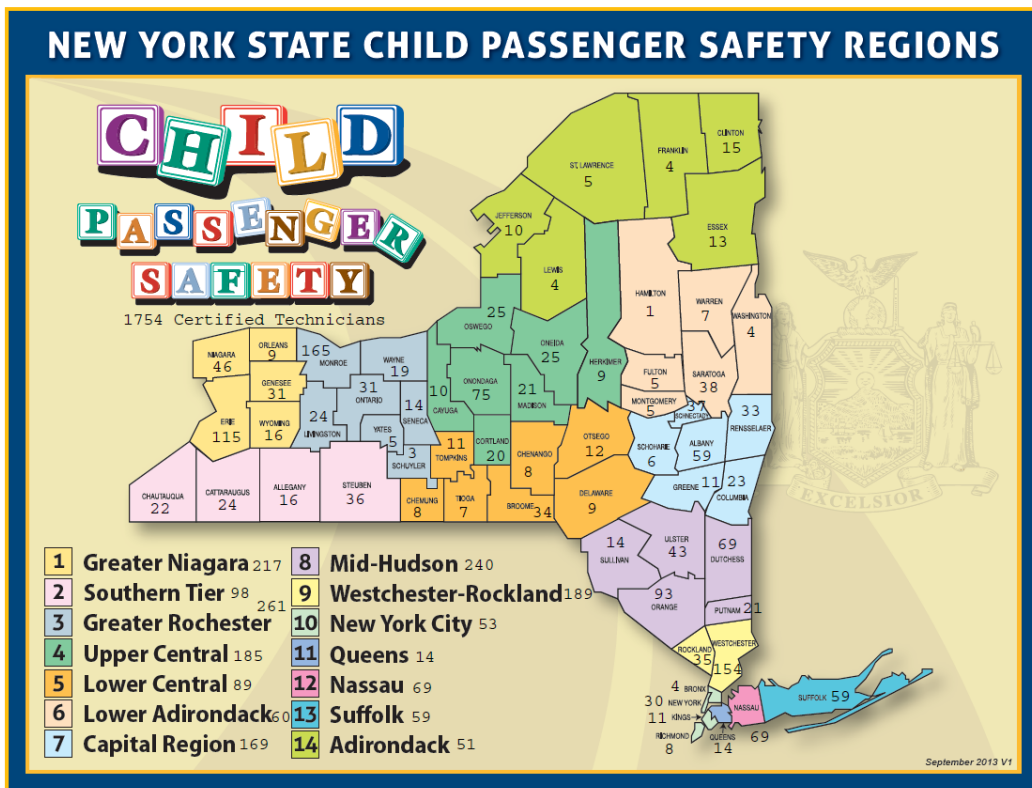 NEW YORK STATE CHILD PASSENGER SAFETY REGIONS
CHILD
PASSENGER
SAFETY
1754 Certified Technicians
CLINTON
15
FRANKLIN
4
ST. LAWRENCE
5
JEFFERSON
10
ESSEX
13
LEWIS
4
HAMILTON
1
WARREN
7
WASHINGTON
4
25
OSWEGO
ONEIDA
25
HERKIMER
9
FULTON
5
SARATOGA
38
MONTGOMERY
5
37
SCHNECTADY
NIAGARA
46
ORLEANS
9
165
MONROE
WAYNE
19
GENESEE
31
31
ONTARIO
14
SENECA
10
CAYUGA
ONONDAGA
75
21
MADISON
ERIE
115
WYOMING
16
24
LIVINGSTON
YATES
5
3
SCHUYLER
11
TOMPKINS
CORTLAND
20
CHENANGO
8
OTSEGO
12
SCHOHARIE
6
ALBANY
59
33
RENSSELAER
CHAUTAUQUA
22
CATTARAUGUS
24
ALLEGANY
16
STEUBEN
36
CHEMUNG
8
TIOGA
7
BROOME 34
DELAWARE
9
GREENE 11
23
COLUMBIA
EXCELSIOR
14
SULLIVAN
ULSTER
43
69
DUTCHESS
93
ORANGE
PUTNAM 21
ROCKLAND
35
WESTCHESTER
154
4 BRONX
30 NEW YORK
11 KINGS
RICHMOND
8
QUEENS
14
NASSAU
69
SUFFOLK 59
1 Greater Niagara 217
2 Southern Tier 98
3 Greater Rochester 261
4 Upper Central 185
5 Lower Central 89
6 Lower Adirondack 60
7 Capital Region 169
8 Mid-Hudson 240
9 Westchester-Rockland 189
10 New York City 53
11 Queens 14
12 Nassau 69
13 Suffolk 59
14 Adirondack 51
September 2013 V1